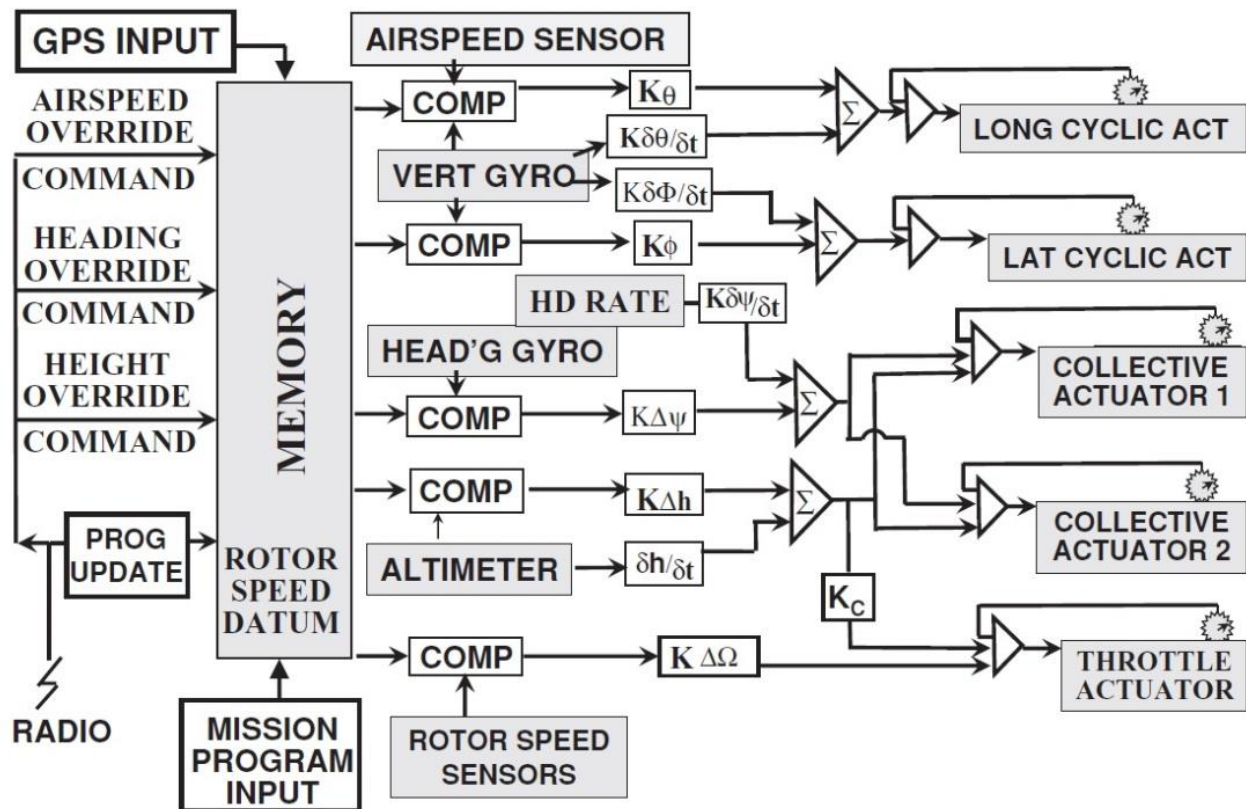 GPS INPUT
AIRSPEED SENSOR
AIRSPEED
OVERRIDE
COMMAND
COMP
Kθ
Σ
LONG CYCLIC ACT
Kδθ/δt
VERT GYRO
KδΦ/δt
HEADING
OVERRIDE
COMMAND
COMP
Kϕ
Σ
LAT CYCLIC ACT
HD RATE
Kδψ/δt
HEAD'G GYRO
COLLECTIVE
ACTUATOR 1
HEIGHT
OVERRIDE
COMMAND
MEMORY
COMP
KΔψ
Σ
COMP
KΔh
Σ
COLLECTIVE
ACTUATOR 2
PROG
UPDATE
ROTOR
SPEED
DATUM
ALTIMETER
δh/δt
KC
COMP
K ΔΩ
THROTTLE
ACTUATOR
RADIO
MISSION
PROGRAM
INPUT
ROTOR SPEED
SENSORS